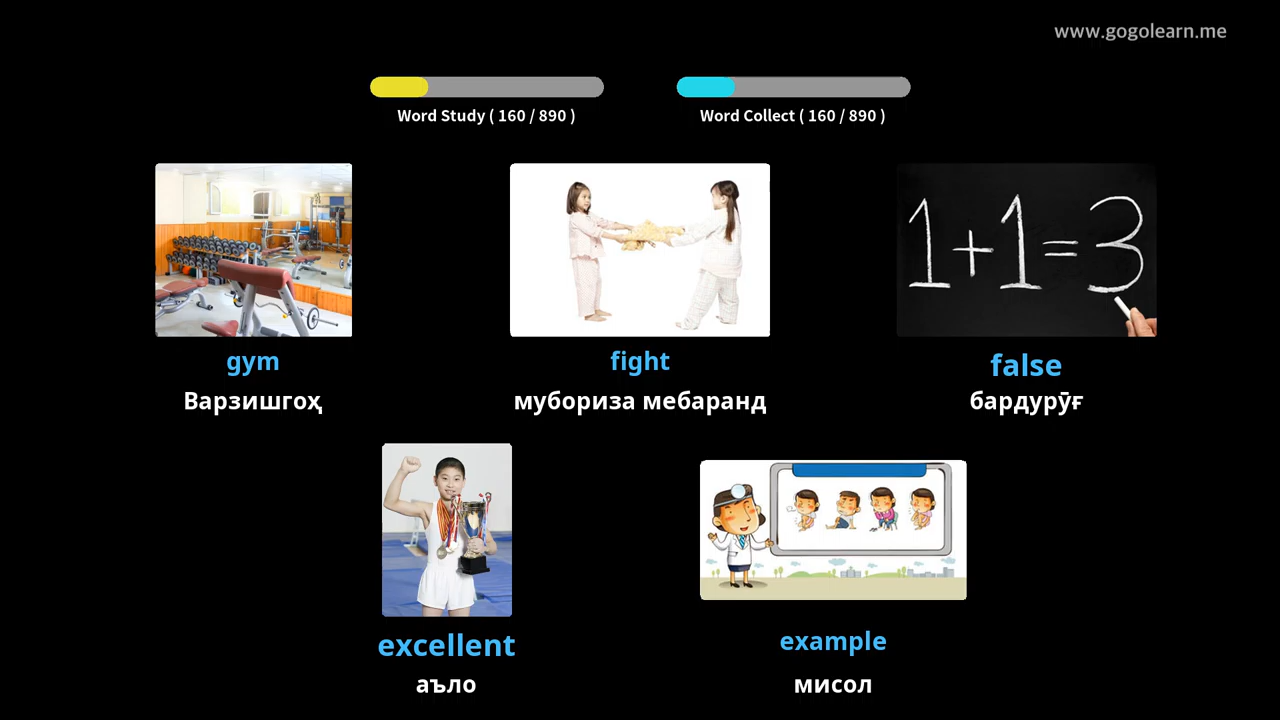 www.gogolearn.me
Word Study ( 160 / 890 )
Word Collect ( 160 / 890 )
1+1=3
gym
fight
false
Варзишгоҳ
мубориза мебаранд
бардурӯғ
excellent
example
аъло
мисол